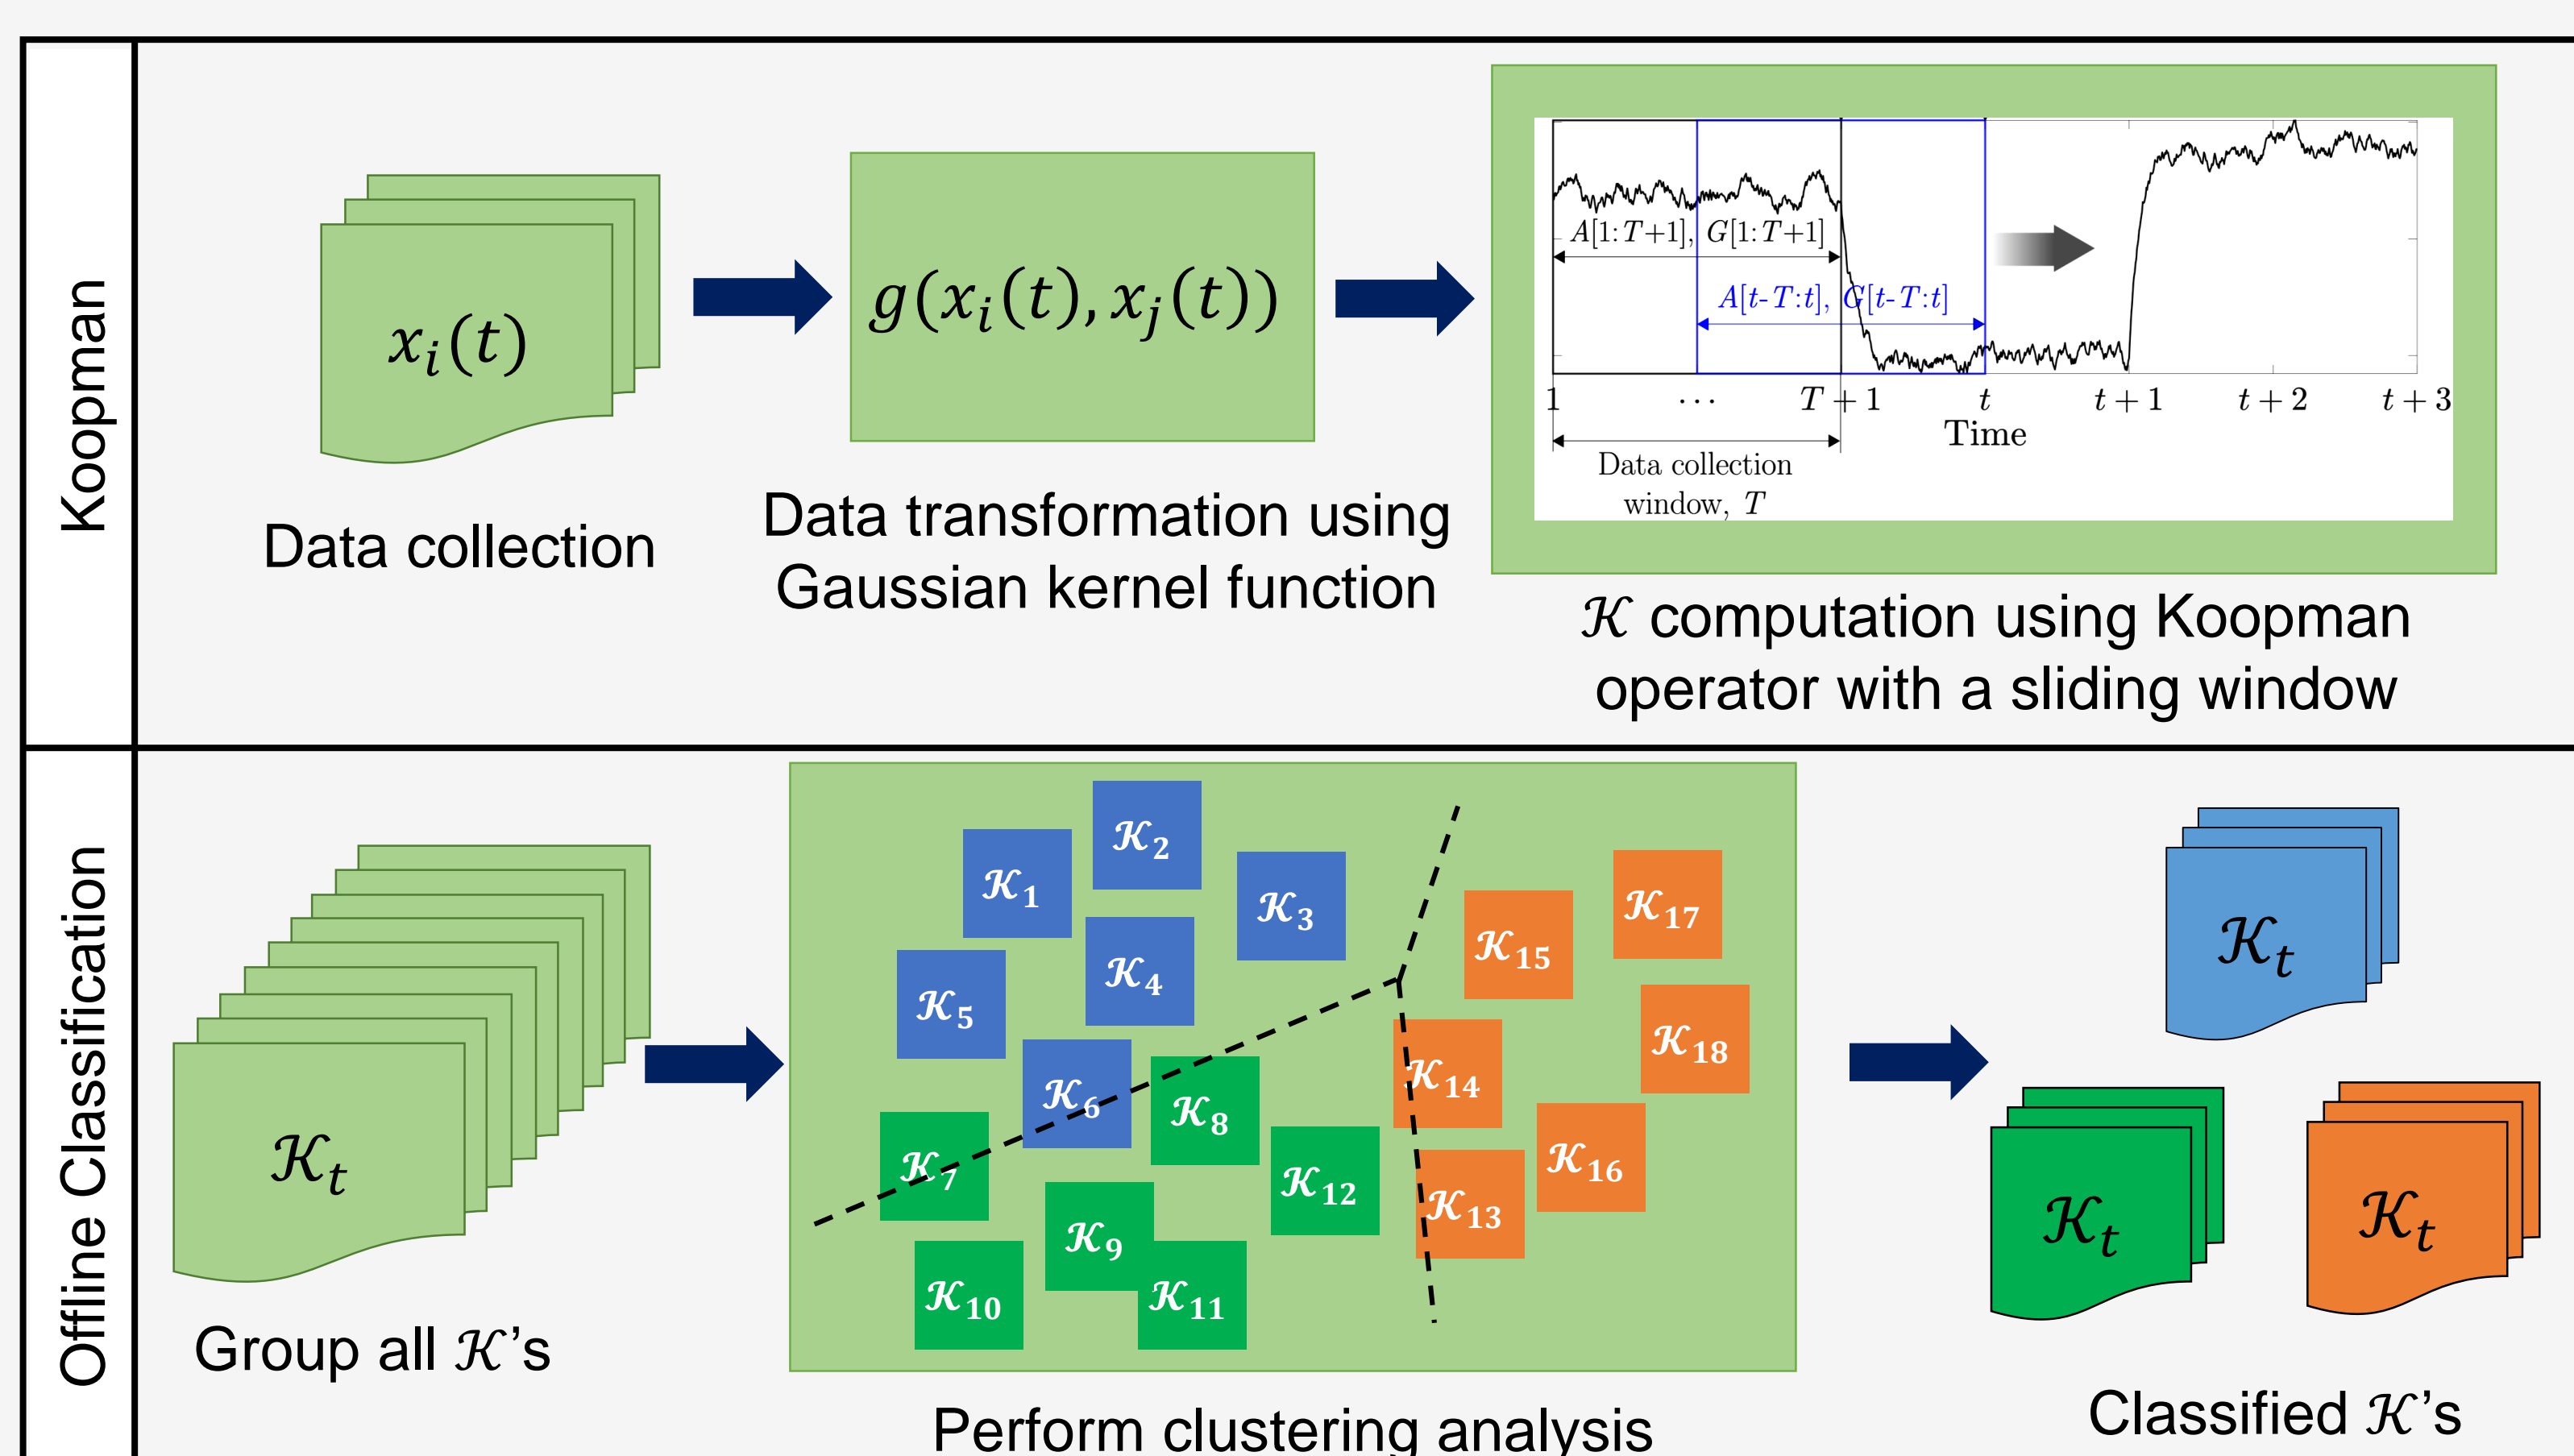 Koopman
𝒦 computation using Koopman
operator with a sliding window
x_i(t)
Data collection
g(x_i(t), x_j(t))
Data transformation using
Gaussian kernel function
A[1:T+1], G[1:T+1]
A[t-T:t], G[t-T:t]
1 ⋯ T + 1 t t + 1 t + 2 t + 3
Time
Data collection
window, T
Offline Classification
𝒦_t
Group all 𝒦's
𝒦_1
𝒦_2
𝒦_3
𝒦_4
𝒦_5
𝒦_6
𝒦_7
𝒦_8
𝒦_9
𝒦_10
𝒦_11
𝒦_12
𝒦_13
𝒦_14
𝒦_15
𝒦_16
𝒦_17
𝒦_18
Perform clustering analysis
𝒦_t
𝒦_t
𝒦_t
Classified 𝒦's